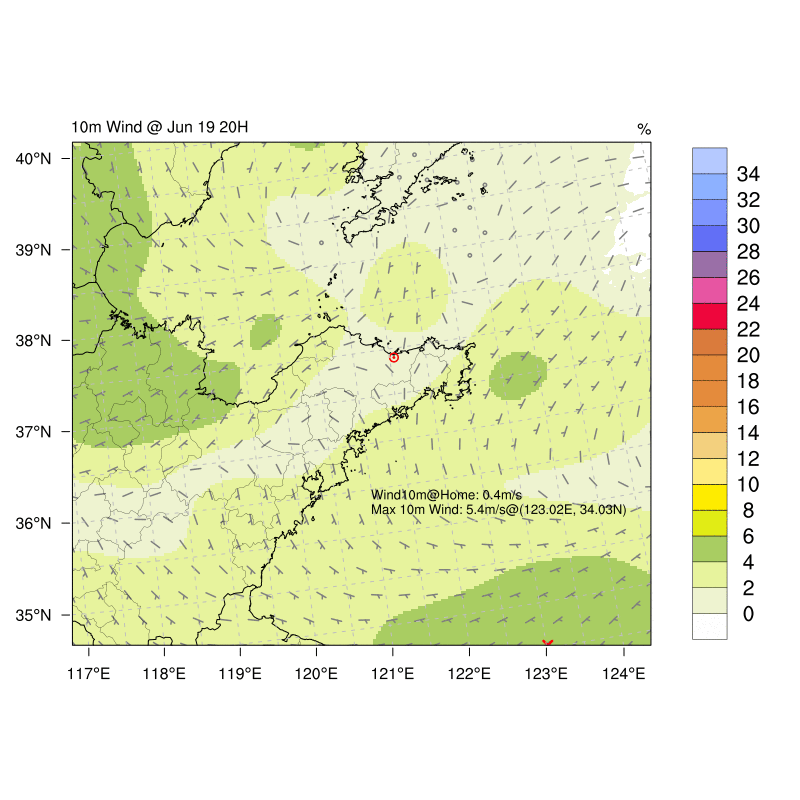 10m Wind @ Jun 19 20H
%
40°N
39°N
38°N
37°N
36°N
35°N
117°E
118°E
119°E
120°E
121°E
122°E
123°E
124°E
Wind10m@Home: 0.4m/s
Max 10m Wind: 5.4m/s@(123.02E, 34.03N)
34
32
30
28
26
24
22
20
18
16
14
12
10
8
6
4
2
0